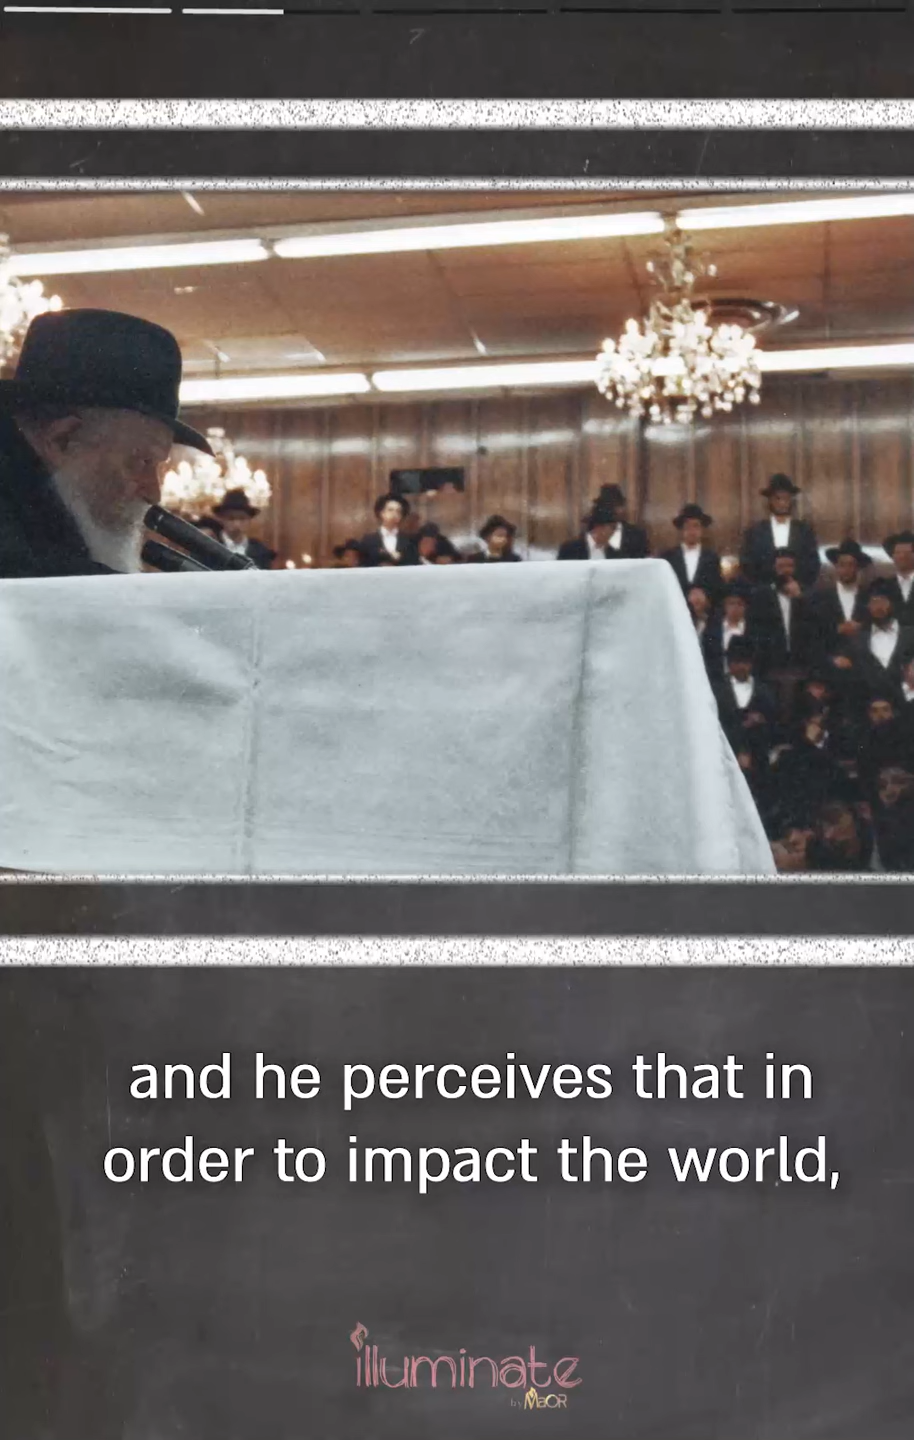 and he perceives that in
order to impact the world,
illuminate
by MaOR